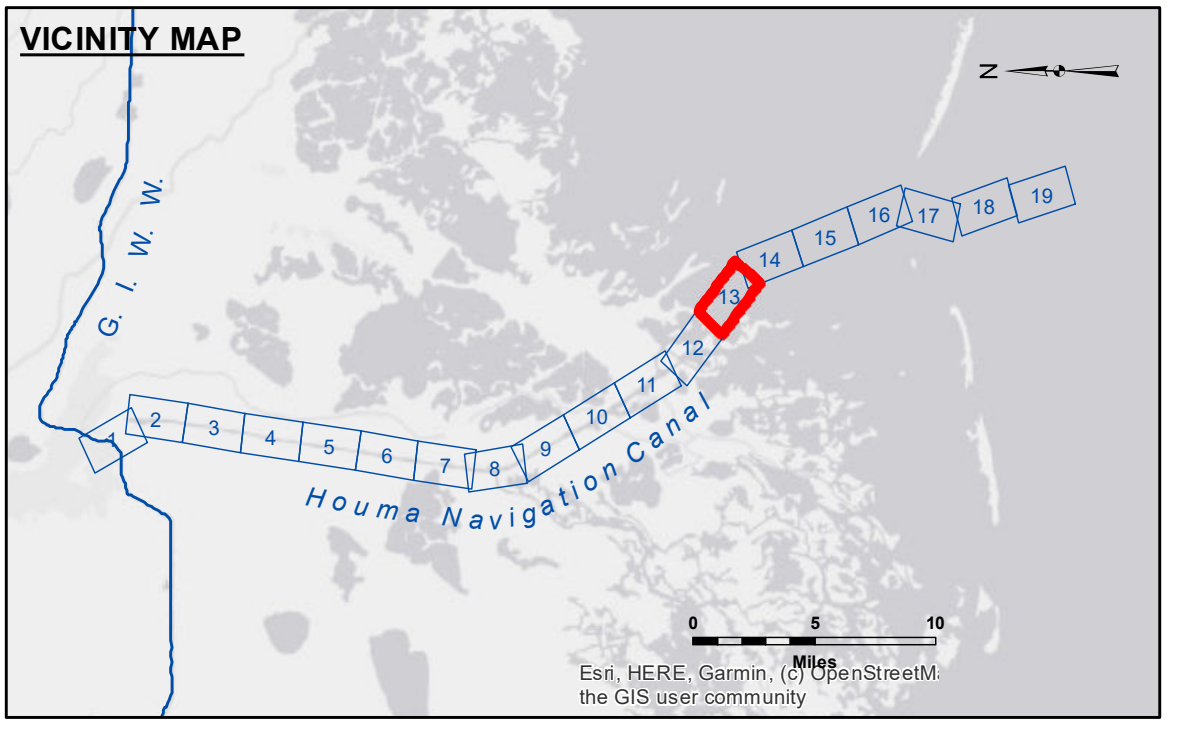 VICINITY MAP
N
G. I. W. W.
1
2
3
4
5
6
7
8
9
10
11
12
13
14
15
16
17
18
19
Houma Navigation Canal
0 5 10
Miles
Esri, HERE, Garmin, (c) OpenStreetM
the GIS user community